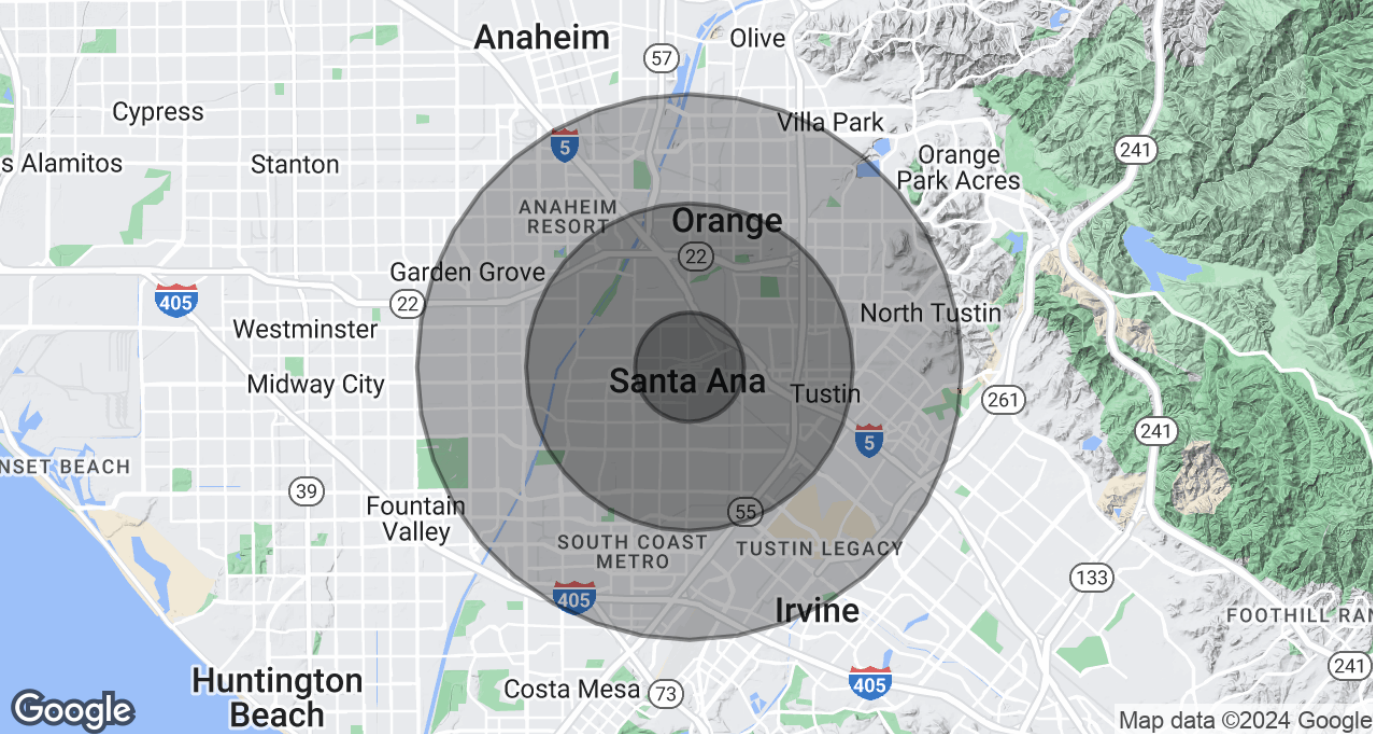 Anaheim
Olive
57
Cypress
Villa Park
5
241
s Alamitos
Stanton
Orange
Park Acres
ANAHEIM
RESORT
Orange
22
Garden Grove
405
22
North Tustin
Westminster
Midway City
Santa Ana
Tustin
261
5
241
NSET BEACH
39
Fountain
Valley
55
SOUTH COAST
METRO
TUSTIN LEGACY
133
405
Irvine
FOOTHILL RAN
241
Huntington
Beach
Costa Mesa
73
405
Google
Map data ©2024 Google